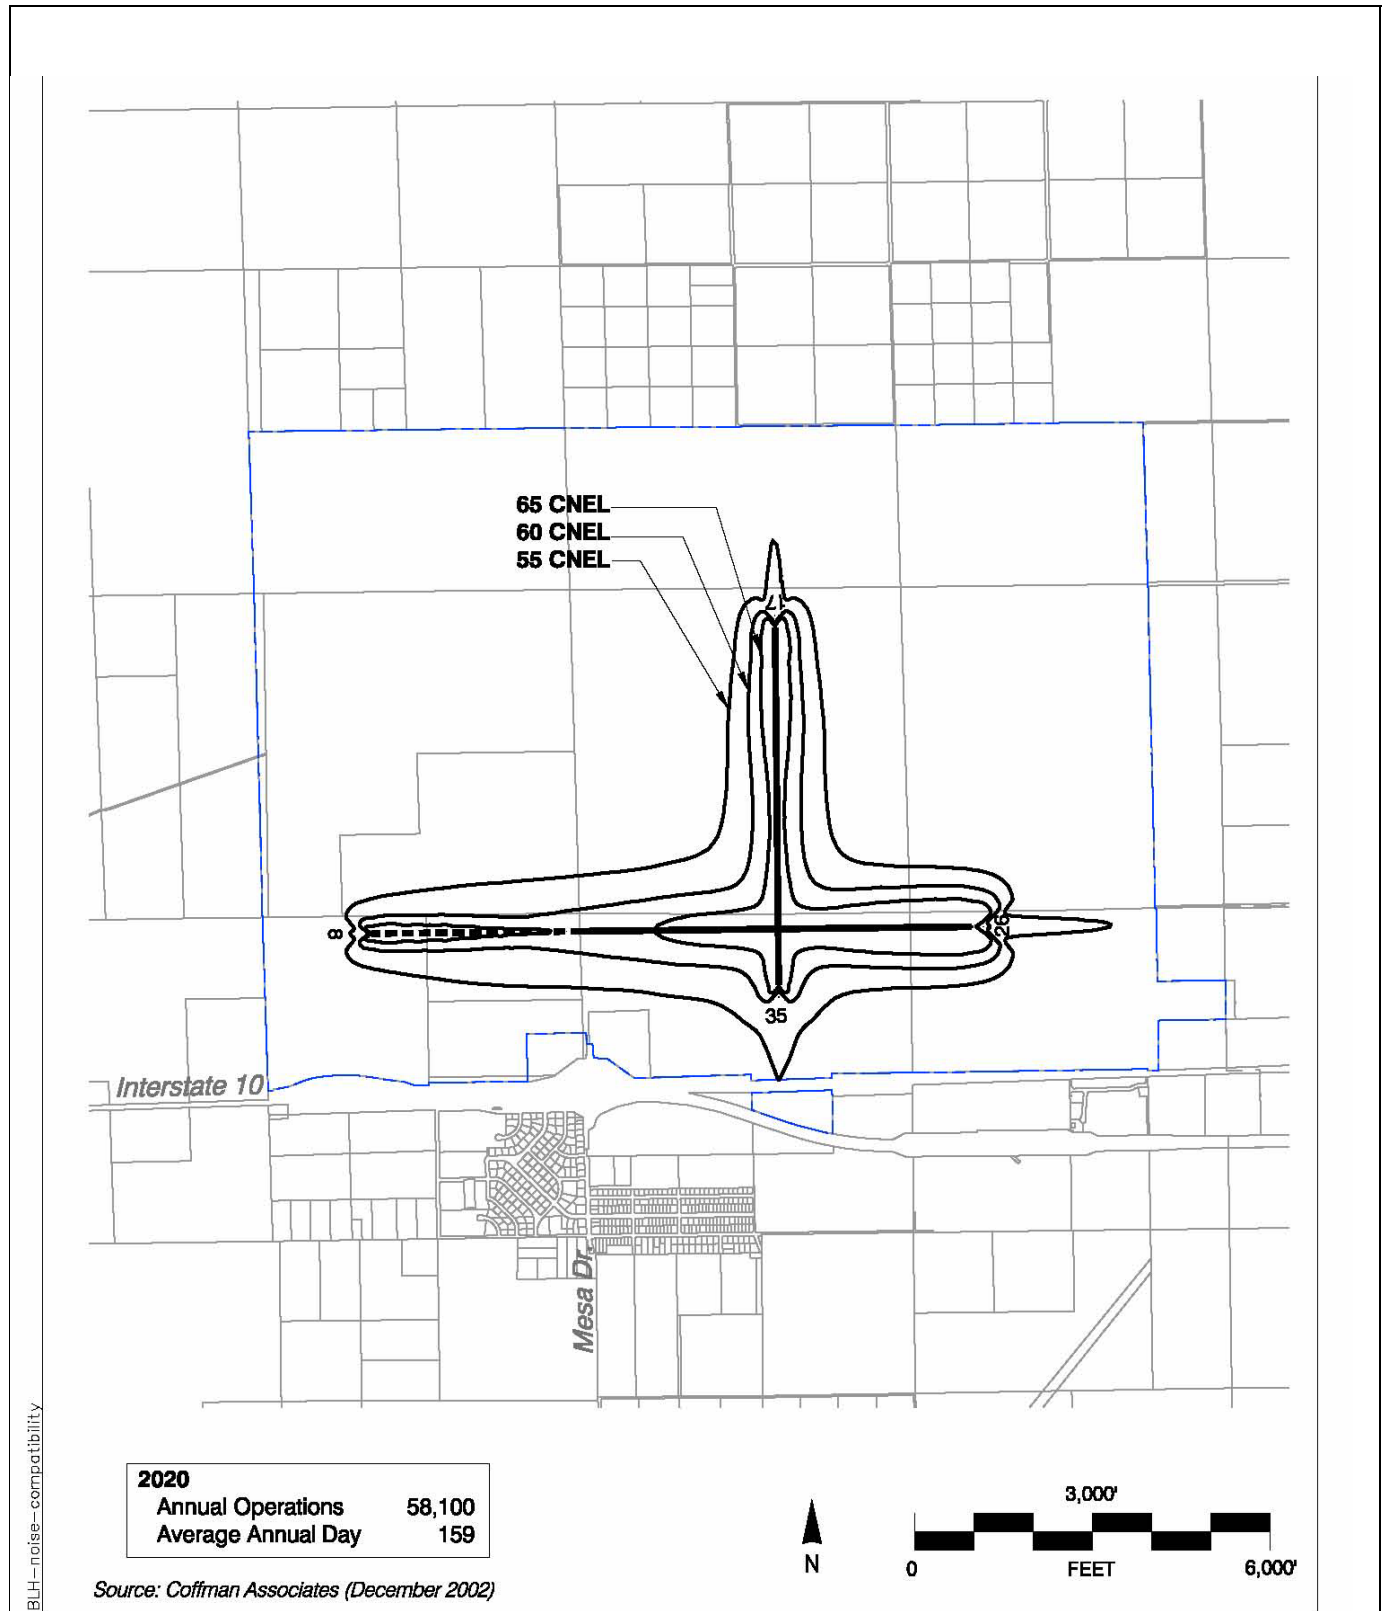 65 CNEL
60 CNEL
55 CNEL
17
8
26
35
Interstate 10
Mesa Dr.
BLH-noise-compatibility
2020
Annual Operations 58,100
Average Annual Day 159
Source: Coffman Associates (December 2002)
N
3,000'
0 FEET 6,000'